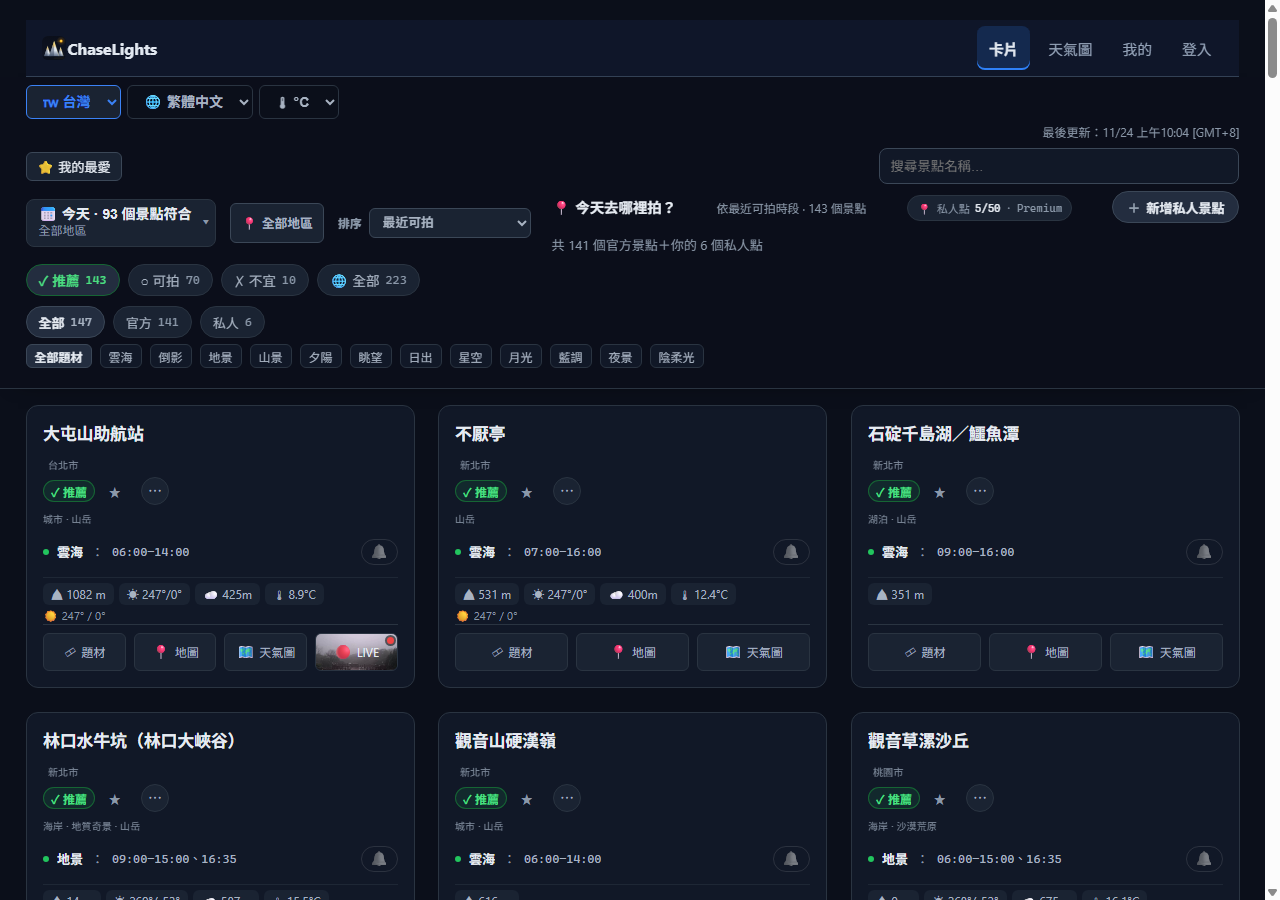 ChaseLights
卡片 天氣圖 我的 登入
TW 台灣 繁體中文 °C
最後更新：11/24 上午10:04 [GMT+8]
我的最愛 搜尋景點名稱...
今天 · 93 個景點符合
全部地區
全部地區 排序 最近可拍
今天去哪裡拍？ 依最近可拍時段 · 143 個景點 私人點 5/50 · Premium ＋ 新增私人景點
共 141 個官方景點＋你的 6 個私人點
✓ 推薦 143 ○ 可拍 70 ✗ 不宜 10 全部 223
全部 147 官方 141 私人 6
全部題材 雲海 倒影 地景 山景 夕陽 眺望 日出 星空 月光 藍調 夜景 陰柔光
大屯山助航站
台北市
✓ 推薦 ★ ⋯
城市 · 山岳
雲海 ： 06:00–14:00
1082 m 247°/0° 425m 8.9°C
247° / 0°
題材 地圖 天氣圖 LIVE
不厭亭
新北市
✓ 推薦 ★ ⋯
山岳
雲海 ： 07:00–16:00
531 m 247°/0° 400m 12.4°C
247° / 0°
題材 地圖 天氣圖
石碇千島湖／鱷魚潭
新北市
✓ 推薦 ★ ⋯
湖泊 · 山岳
雲海 ： 09:00–16:00
351 m
題材 地圖 天氣圖
林口水牛坑（林口大峽谷）
新北市
✓ 推薦 ★ ⋯
海岸 · 地質奇景 · 山岳
地景 ： 09:00–15:00、16:35
觀音山硬漢嶺
新北市
✓ 推薦 ★ ⋯
城市 · 山岳
雲海 ： 06:00–14:00
觀音草漯沙丘
桃園市
✓ 推薦 ★ ⋯
海岸 · 沙漠荒原
地景 ： 06:00–15:00、16:35